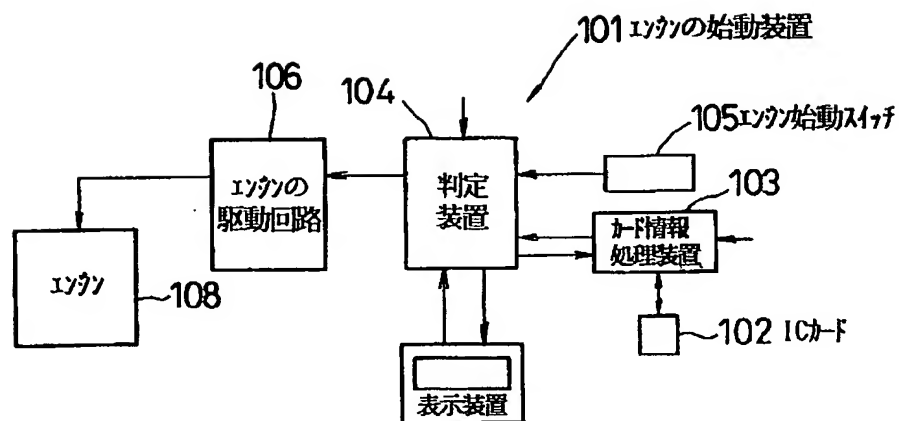 101 エンジンの始動装置
106
104
105 エンジン始動スイッチ
エンジンの
駆動回路
判定
装置
103
カード情報
処理装置
エンジン
108
102 ICカード
表示装置